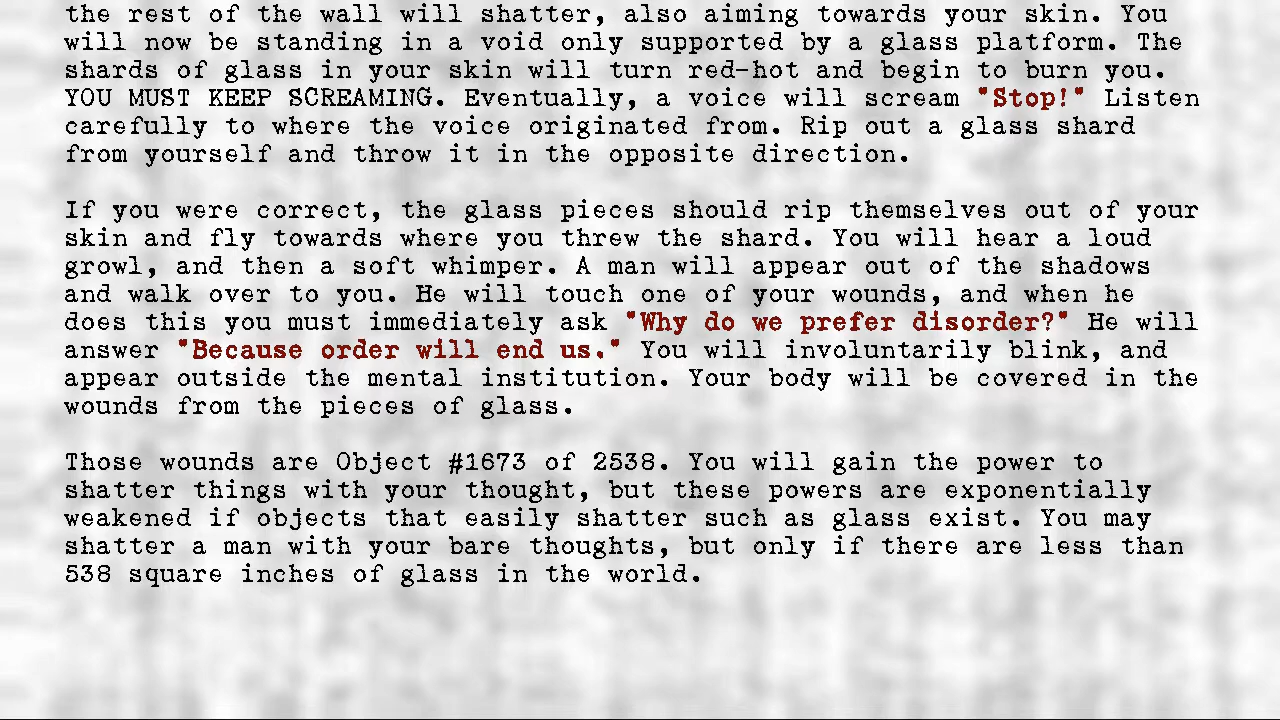 the rest of the wall will shatter, also aiming towards your skin. You
will now be standing in a void only supported by a glass platform. The
shards of glass in your skin will turn red-hot and begin to burn you.
YOU MUST KEEP SCREAMING. Eventually, a voice will scream "Stop!" Listen
carefully to where the voice originated from. Rip out a glass shard
from yourself and throw it in the opposite direction.
If you were correct, the glass pieces should rip themselves out of your
skin and fly towards where you threw the shard. You will hear a loud
growl, and then a soft whimper. A man will appear out of the shadows
and walk over to you. He will touch one of your wounds, and when he
does this you must immediately ask "Why do we prefer disorder?" He will
answer "Because order will end us." You will involuntarily blink, and
appear outside the mental institution. Your body will be covered in the
wounds from the pieces of glass.
Those wounds are Object #1673 of 2538. You will gain the power to
shatter things with your thought, but these powers are exponentially
weakened if objects that easily shatter such as glass exist. You may
shatter a man with your bare thoughts, but only if there are less than
538 square inches of glass in the world.